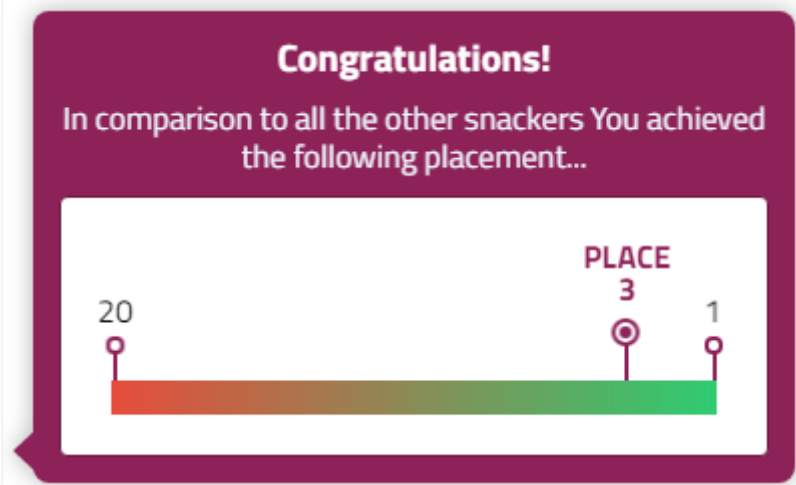 Congratulations!
In comparison to all the other snackers You achieved
the following placement...
PLACE
3
20
1